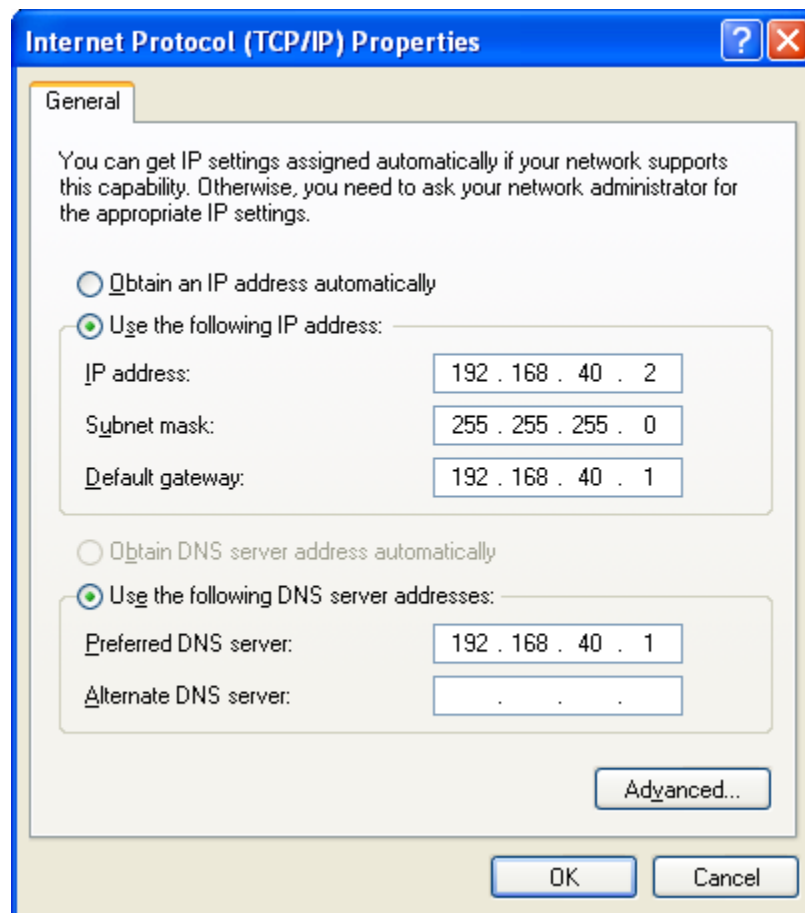 Internet Protocol (TCP/IP) Properties
General
You can get IP settings assigned automatically if your network supports
this capability. Otherwise, you need to ask your network administrator for
the appropriate IP settings.
Obtain an IP address automatically
Use the following IP address:
IP address: 192 . 168 . 40 . 2
Subnet mask: 255 . 255 . 255 . 0
Default gateway: 192 . 168 . 40 . 1
Obtain DNS server address automatically
Use the following DNS server addresses:
Preferred DNS server: 192 . 168 . 40 . 1
Alternate DNS server: . . .
Advanced...
OK Cancel